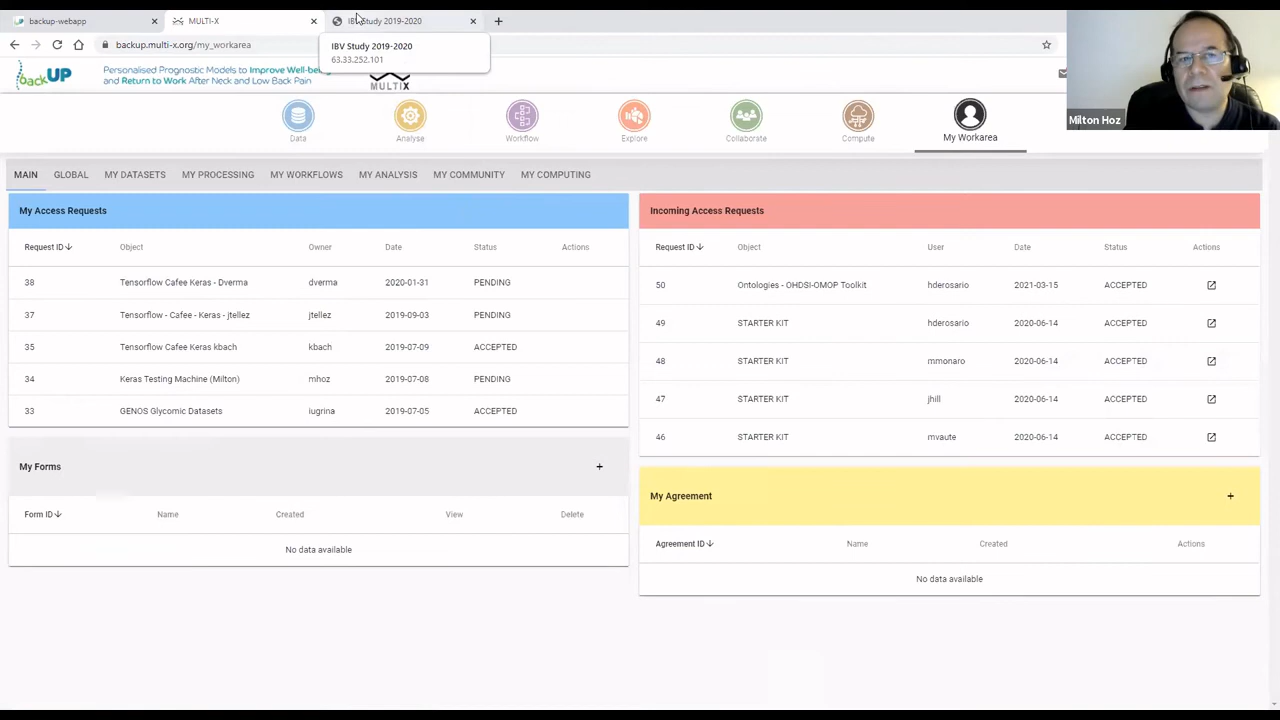 backup-webapp
MULTI-X
IBV Study 2019-2020
backup.multi-x.org/my_workarea
IBV Study 2019-2020
63.33.252.101
backUP
Personalised Prognostic Models to Improve Well-being
and Return to Work After Neck and Low Back Pain
MULTIX
Milton Hoz
Data
Analyse
Workflow
Explore
Collaborate
Compute
My Workarea
MAIN
GLOBAL
MY DATASETS
MY PROCESSING
MY WORKFLOWS
MY ANALYSIS
MY COMMUNITY
MY COMPUTING
My Access Requests
Request ID Object Owner Date Status Actions
38 Tensorflow Cafee Keras - Dverma dverma 2020-01-31 PENDING
37 Tensorflow - Cafee - Keras - jtellez jtellez 2019-09-03 PENDING
35 Tensorflow Cafee Keras kbach kbach 2019-07-09 ACCEPTED
34 Keras Testing Machine (Milton) mhoz 2019-07-08 PENDING
33 GENOS Glycomic Datasets iugrina 2019-07-05 ACCEPTED
Incoming Access Requests
Request ID Object User Date Status Actions
50 Ontologies - OHDSI-OMOP Toolkit hderosario 2021-03-15 ACCEPTED
49 STARTER KIT hderosario 2020-06-14 ACCEPTED
48 STARTER KIT mmonaro 2020-06-14 ACCEPTED
47 STARTER KIT jhill 2020-06-14 ACCEPTED
46 STARTER KIT mvaute 2020-06-14 ACCEPTED
My Forms +
Form ID Name Created View Delete
No data available
My Agreement +
Agreement ID Name Created Actions
No data available